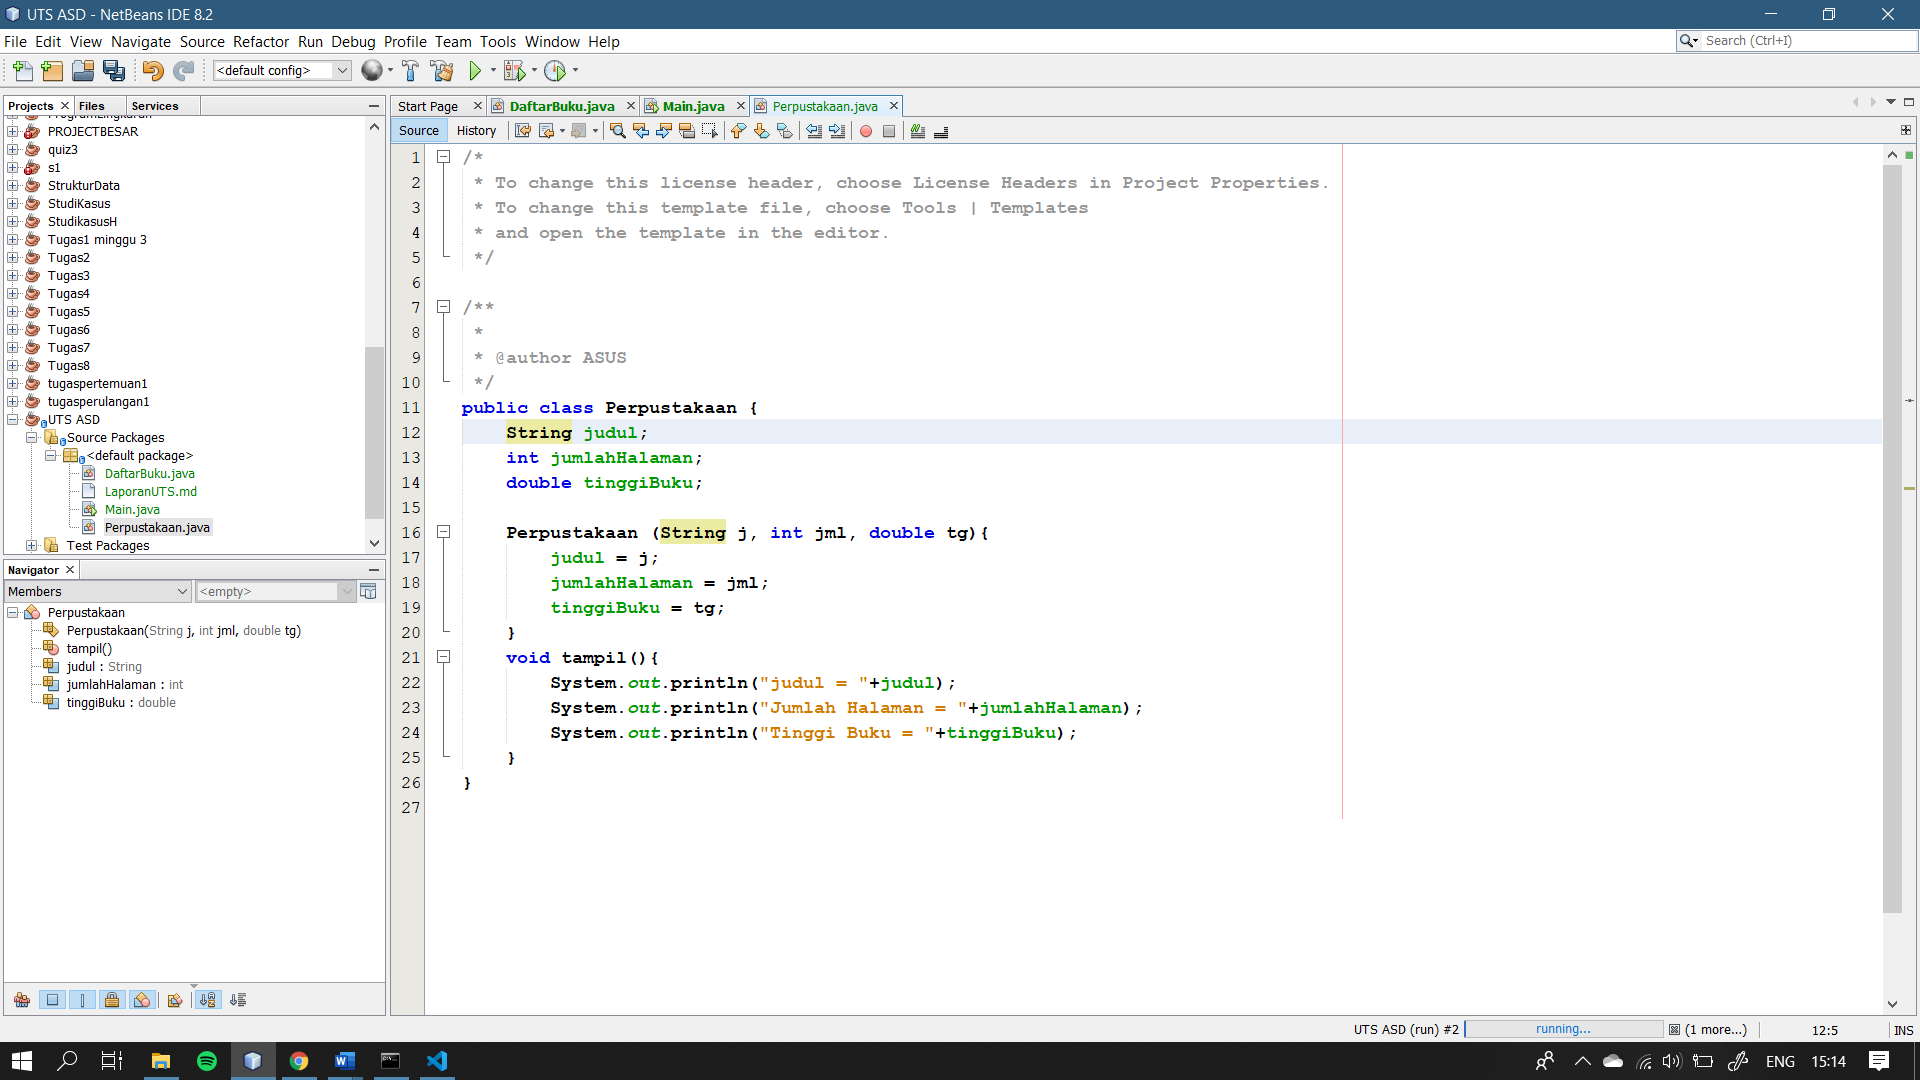 UTS ASD - NetBeans IDE 8.2
File Edit View Navigate Source Refactor Run Debug Profile Team Tools Window Help
Search (Ctrl+I)
<default config>
Projects Files Services
PROJECTBESAR
quiz3
s1
StrukturData
StudiKasus
StudikasusH
Tugas1 minggu 3
Tugas2
Tugas3
Tugas4
Tugas5
Tugas6
Tugas7
Tugas8
tugaspertemuan1
tugasperulangan1
UTS ASD
Source Packages
<default package>
DaftarBuku.java
LaporanUTS.md
Main.java
Perpustakaan.java
Test Packages
Navigator
Members
<empty>
Perpustakaan
Perpustakaan(String j, int jml, double tg)
tampil()
judul : String
jumlahHalaman : int
tinggiBuku : double
Start Page DaftarBuku.java Main.java Perpustakaan.java
Source History
1 /*
2 * To change this license header, choose License Headers in Project Properties.
3 * To change this template file, choose Tools | Templates
4 * and open the template in the editor.
5 */
6
7 /**
8 *
9 * @author ASUS
10 */
11 public class Perpustakaan {
12 String judul;
13 int jumlahHalaman;
14 double tinggiBuku;
15
16 Perpustakaan (String j, int jml, double tg){
17 judul = j;
18 jumlahHalaman = jml;
19 tinggiBuku = tg;
20 }
21 void tampil(){
22 System.out.println("judul = "+judul);
23 System.out.println("Jumlah Halaman = "+jumlahHalaman);
24 System.out.println("Tinggi Buku = "+tinggiBuku);
25 }
26 }
27
UTS ASD (run) #2 running... (1 more...) 12:5 INS
ENG 15:14